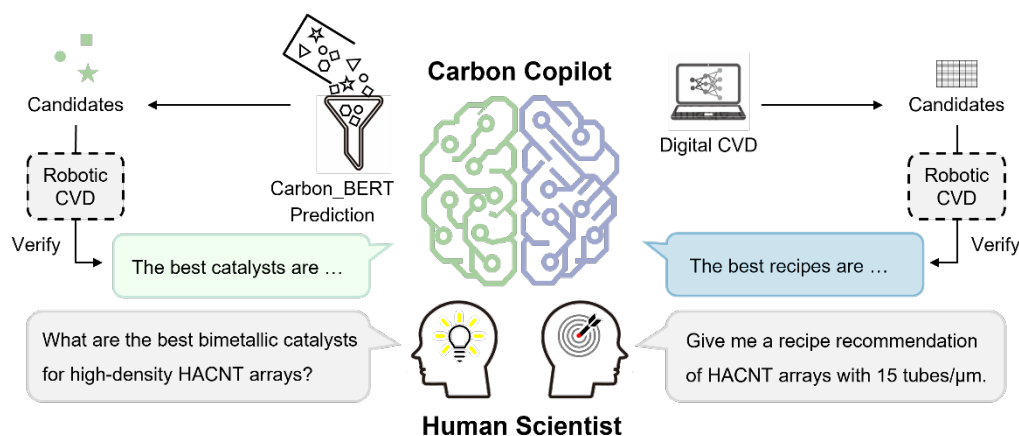 Carbon Copilot
Candidates
Robotic
CVD
Verify
Carbon_BERT
Prediction
The best catalysts are …
Digital CVD
Candidates
Robotic
CVD
Verify
The best recipes are …
What are the best bimetallic catalysts
for high-density HACNT arrays?
Give me a recipe recommendation
of HACNT arrays with 15 tubes/μm.
Human Scientist